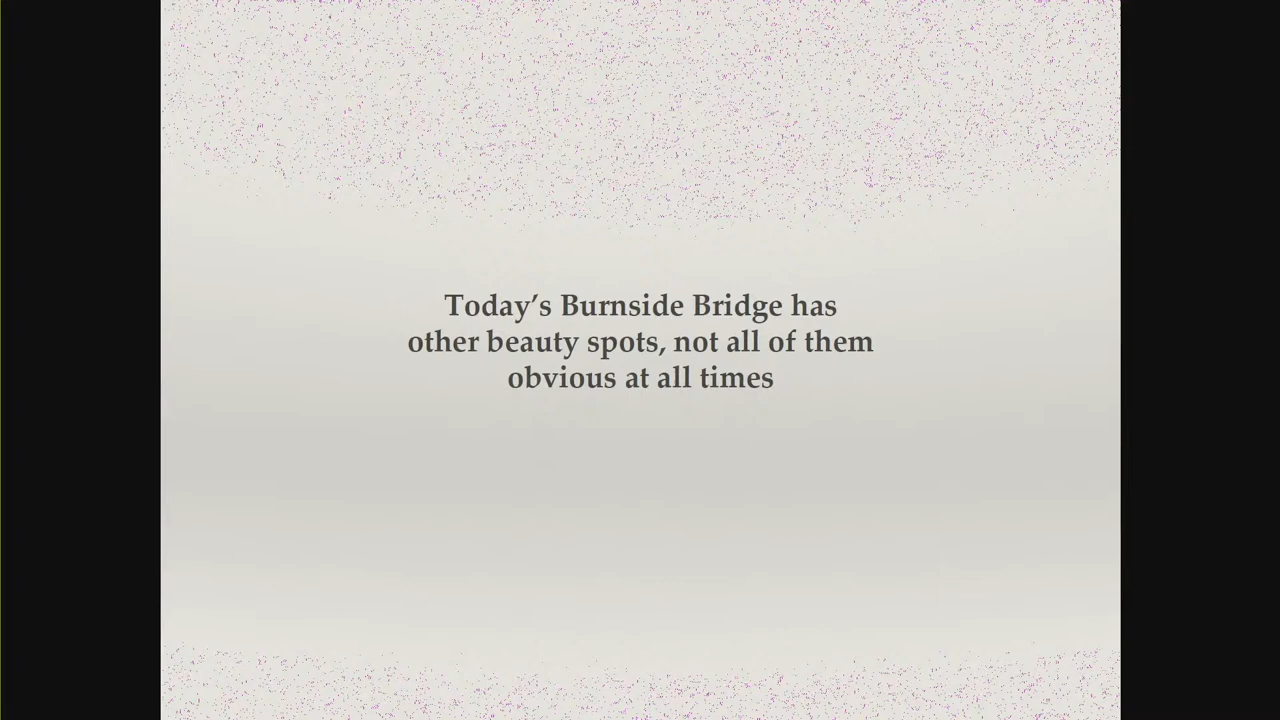 Today’s Burnside Bridge has
other beauty spots, not all of them
obvious at all times